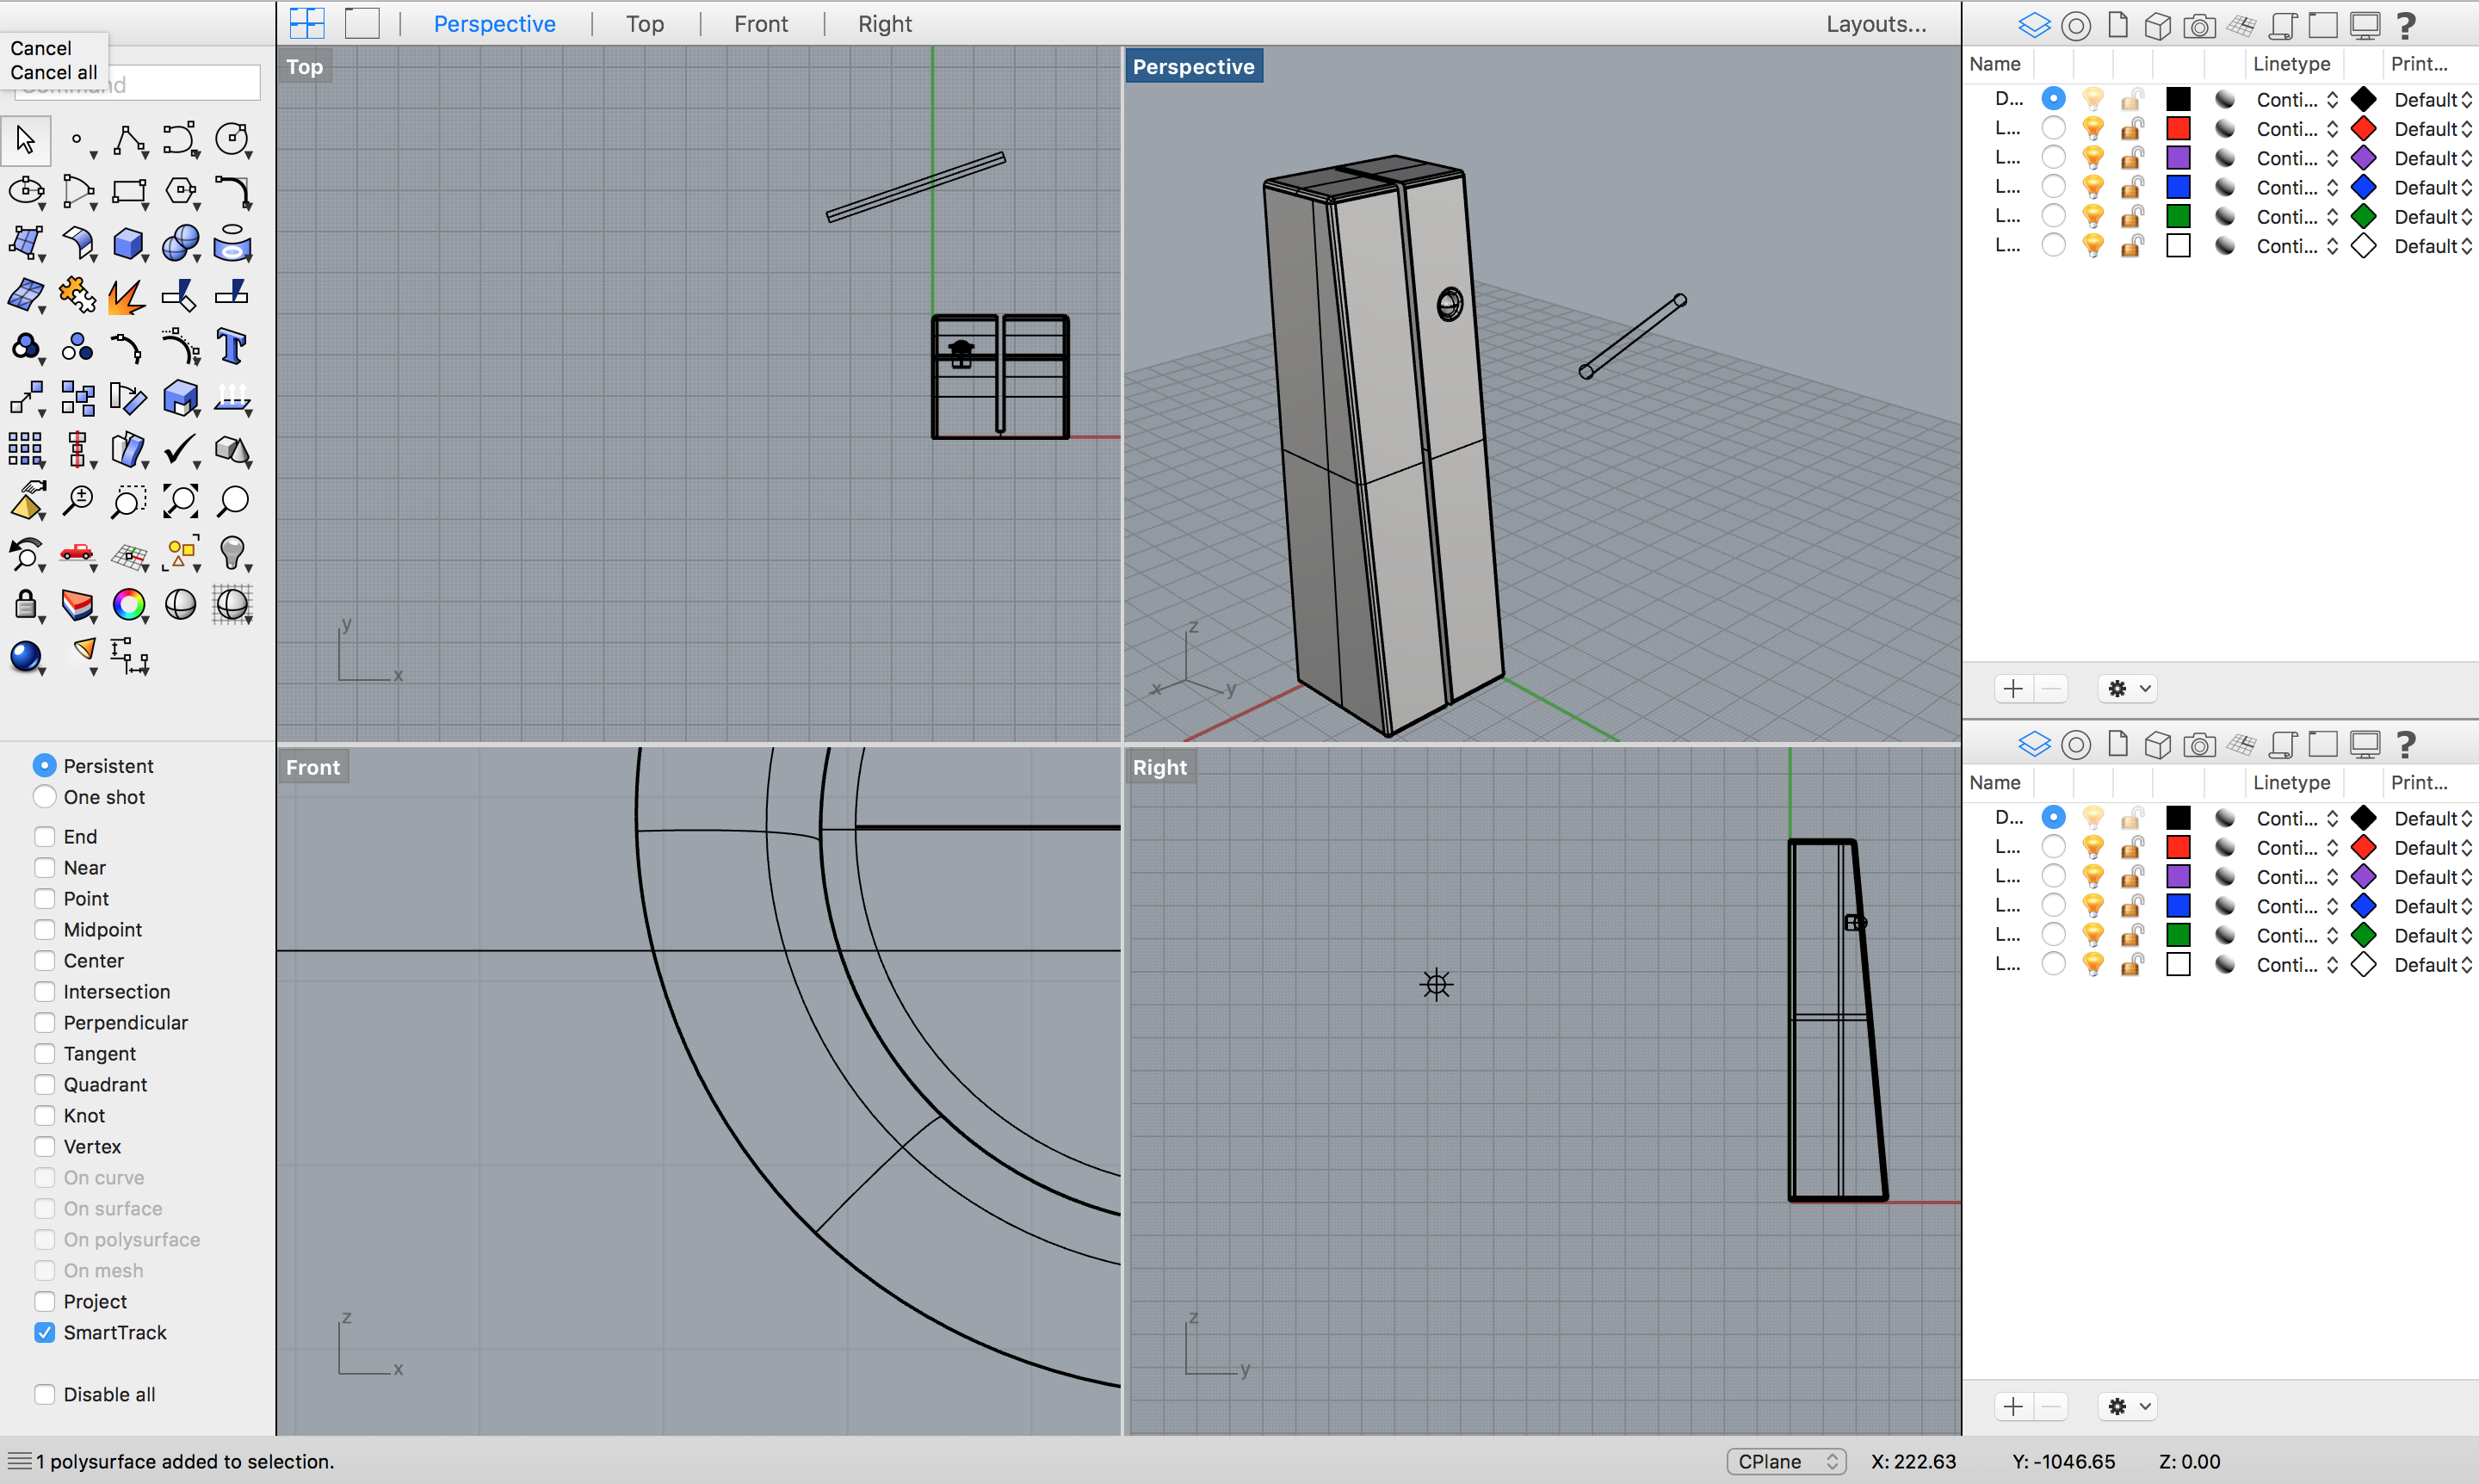 Cancel
Cancel all
Perspective
Top
Front
Right
Layouts...
Top
Perspective
y
x
z
x
y
Front
Right
z
x
z
y
Persistent
One shot
End
Near
Point
Midpoint
Center
Intersection
Perpendicular
Tangent
Quadrant
Knot
Vertex
On curve
On surface
On polysurface
On mesh
Project
SmartTrack
Disable all
Name Linetype Print...
D... Conti... Default
L... Conti... Default
L... Conti... Default
L... Conti... Default
L... Conti... Default
L... Conti... Default
Name Linetype Print...
D... Conti... Default
L... Conti... Default
L... Conti... Default
L... Conti... Default
L... Conti... Default
L... Conti... Default
1 polysurface added to selection.
CPlane
X: 222.63
Y: -1046.65
Z: 0.00